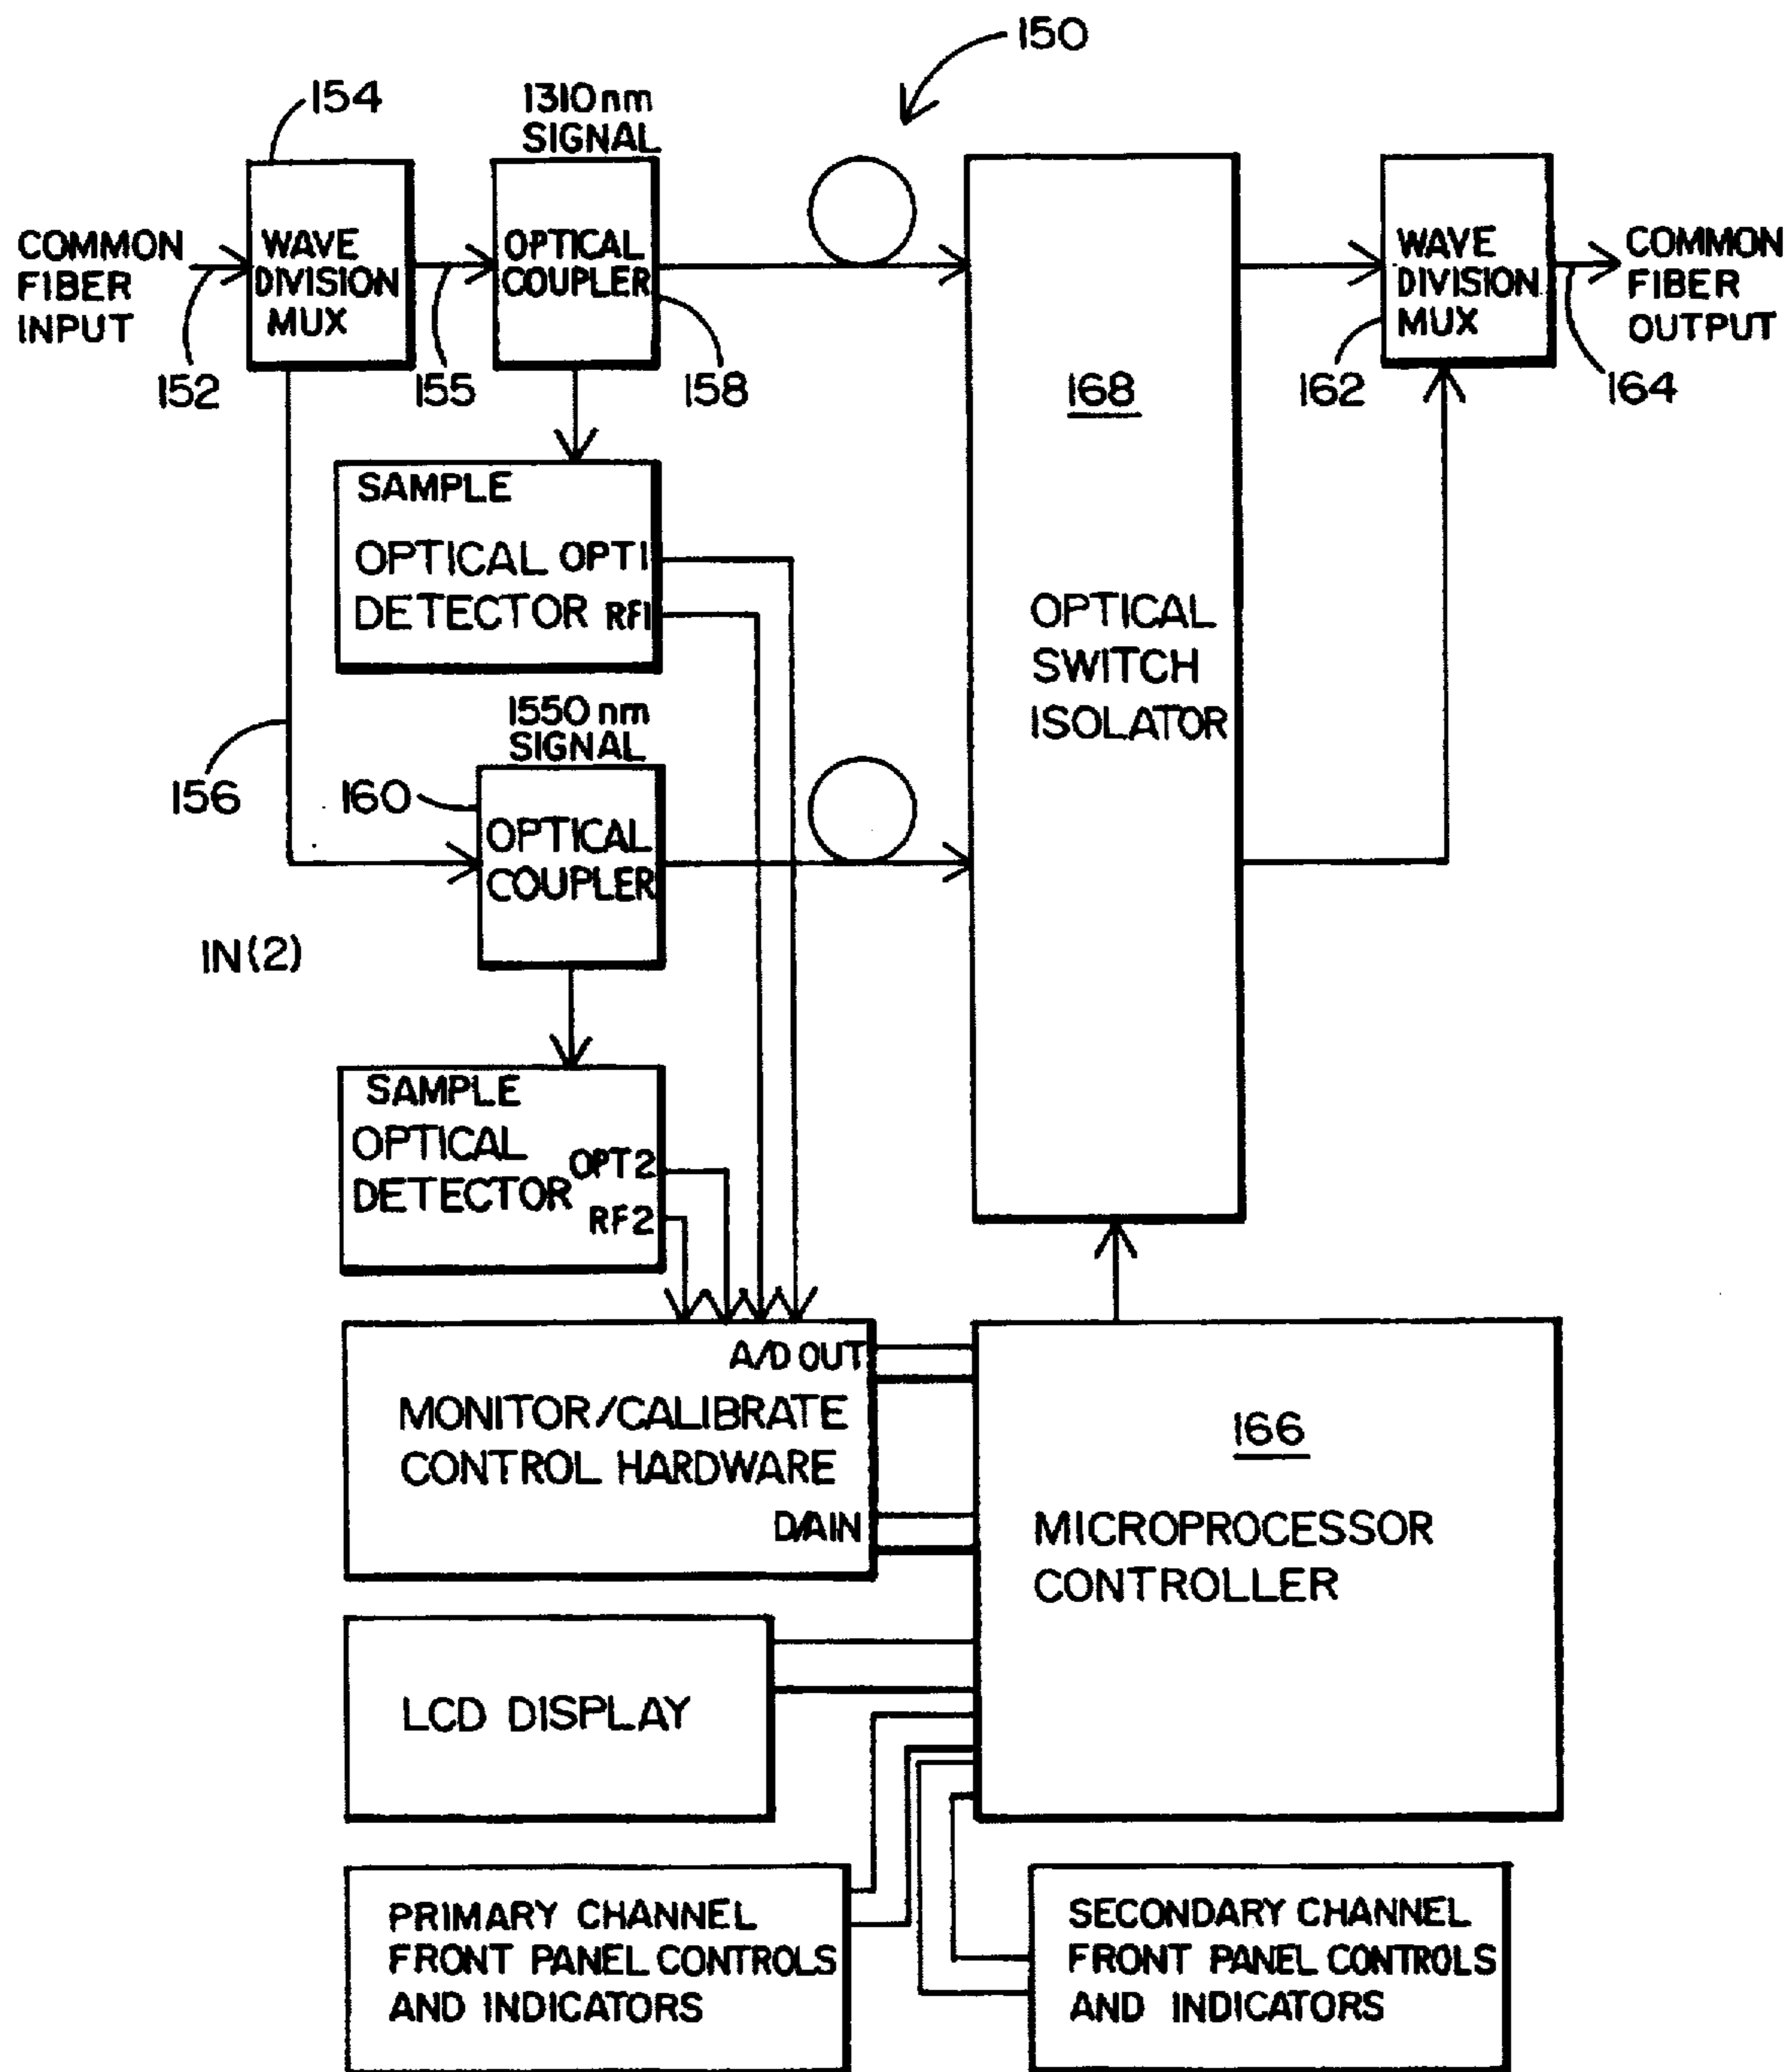 150
154
1310nm
SIGNAL
COMMON
FIBER
INPUT
WAVE
DIVISION
MUX
OPTICAL
COUPLER
WAVE
DIVISION
MUX
COMMON
FIBER
OUTPUT
152
155
158
168
162
164
SAMPLE
OPTICAL OPT1
DETECTOR RF1
OPTICAL
SWITCH
ISOLATOR
1550nm
SIGNAL
156
160
OPTICAL
COUPLER
IN(2)
SAMPLE
OPTICAL
DETECTOR
OPT2
RF2
A/D OUT
MONITOR/CALIBRATE
CONTROL HARDWARE
D/A IN
166
MICROPROCESSOR
CONTROLLER
LCD DISPLAY
PRIMARY CHANNEL
FRONT PANEL CONTROLS
AND INDICATORS
SECONDARY CHANNEL
FRONT PANEL CONTROLS
AND INDICATORS